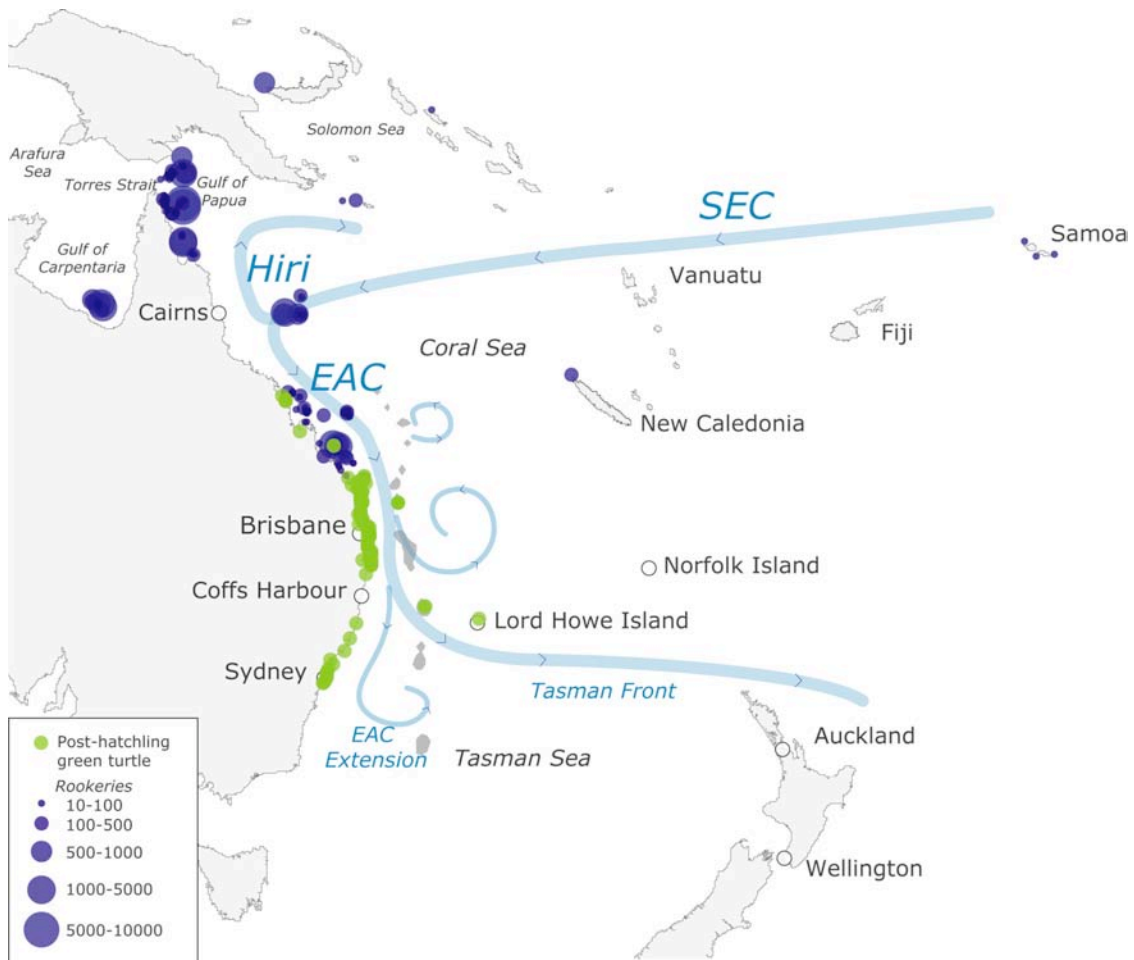 Solomon Sea
Arafura
Sea
Torres Strait
Gulf of
Papua
SEC
Samoa
Gulf of
Carpentaria
Hiri
Vanuatu
Cairns
Fiji
Coral Sea
EAC
New Caledonia
Brisbane
Norfolk Island
Coffs Harbour
Lord Howe Island
Sydney
Tasman Front
EAC
Extension
Tasman Sea
Auckland
Wellington
Post-hatchling
green turtle
Rookeries
10-100
100-500
500-1000
1000-5000
5000-10000